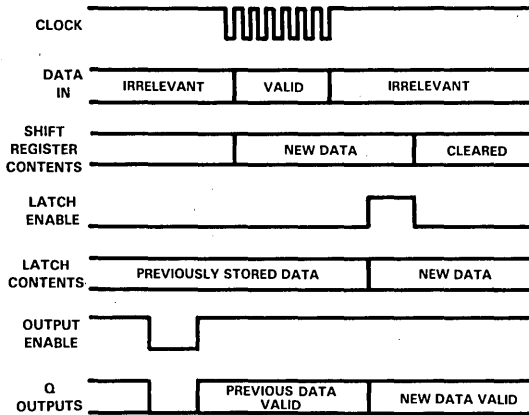 CLOCK
DATA
IN
IRRELEVANT
VALID
IRRELEVANT
SHIFT
REGISTER
CONTENTS
NEW DATA
CLEARED
LATCH
ENABLE
LATCH
CONTENTS
PREVIOUSLY STORED DATA
NEW DATA
OUTPUT
ENABLE
Q
OUTPUTS
PREVIOUS DATA
VALID
NEW DATA VALID